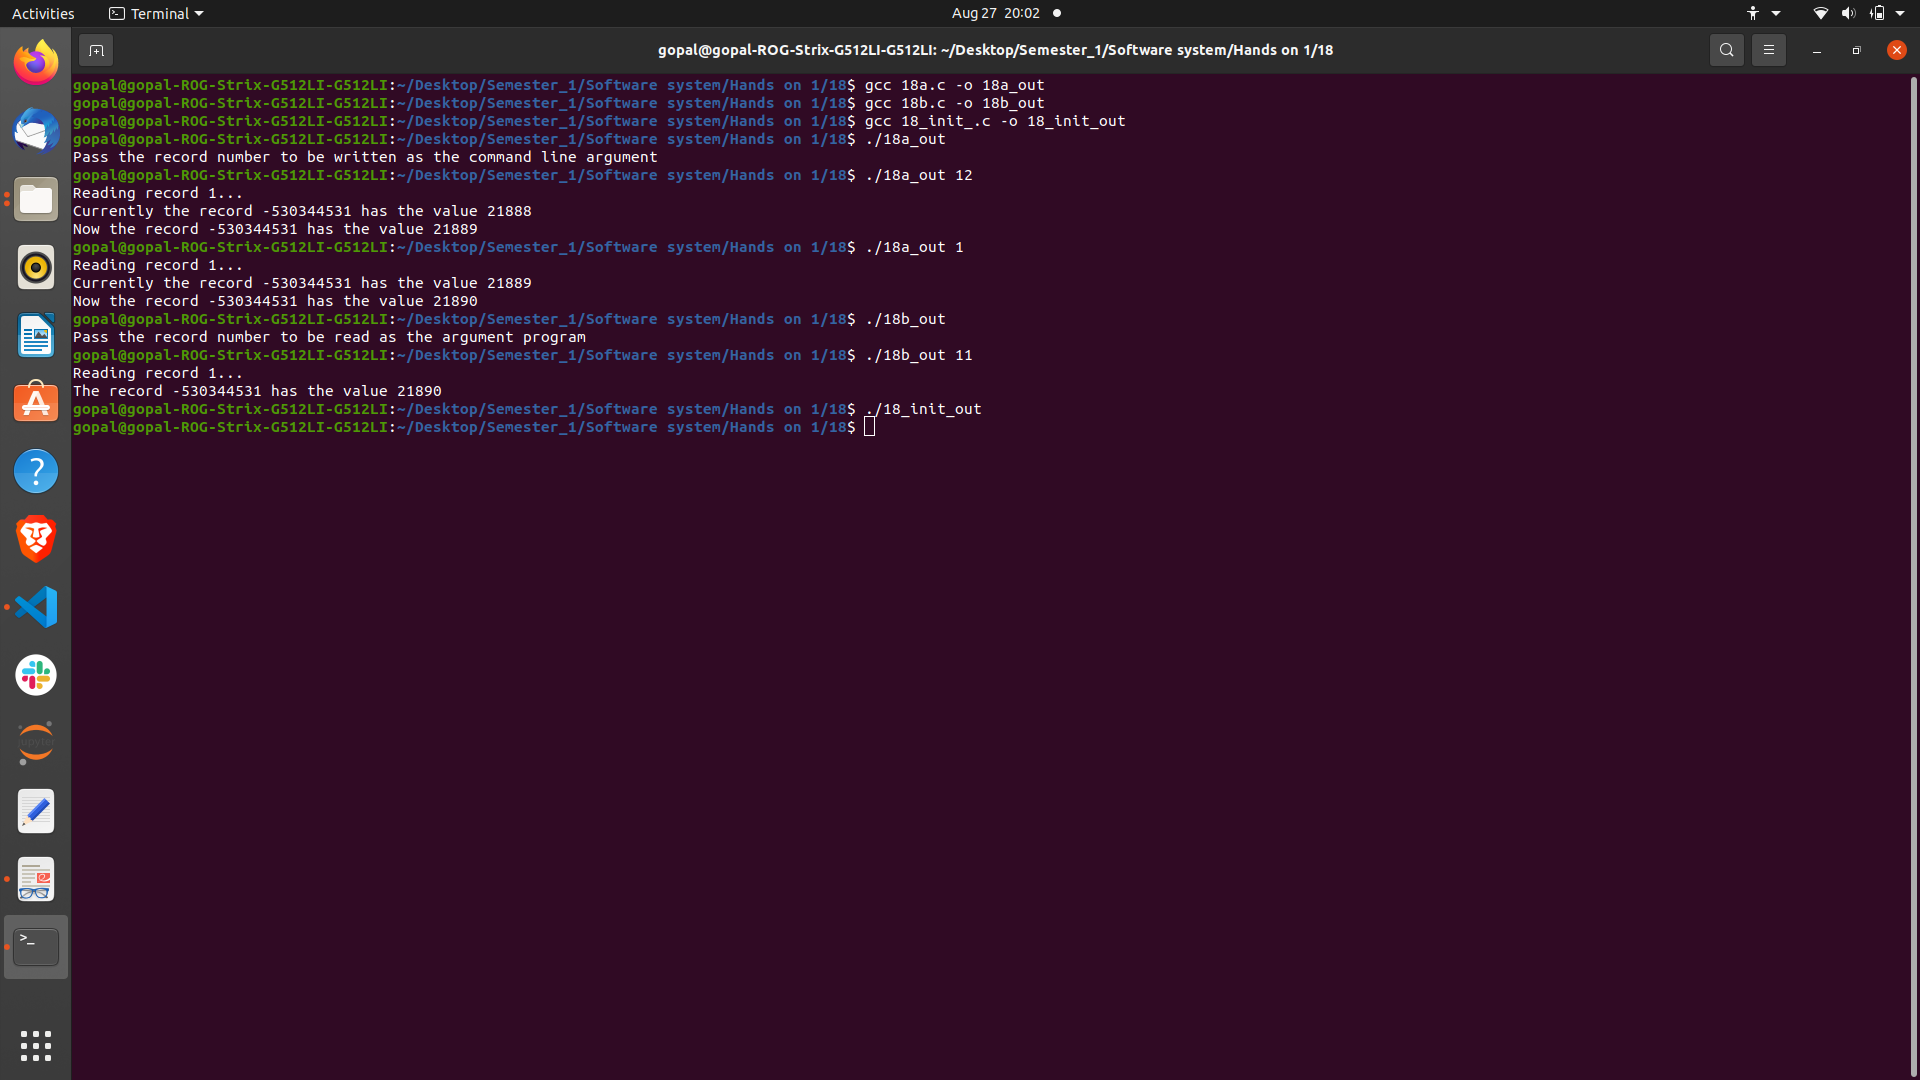 Activities Terminal Aug 27 20:02
gopal@gopal-ROG-Strix-G512LI-G512LI: ~/Desktop/Semester_1/Software system/Hands on 1/18
gopal@gopal-ROG-Strix-G512LI-G512LI:~/Desktop/Semester_1/Software system/Hands on 1/18$ gcc 18a.c -o 18a_out
gopal@gopal-ROG-Strix-G512LI-G512LI:~/Desktop/Semester_1/Software system/Hands on 1/18$ gcc 18b.c -o 18b_out
gopal@gopal-ROG-Strix-G512LI-G512LI:~/Desktop/Semester_1/Software system/Hands on 1/18$ gcc 18_init_.c -o 18_init_out
gopal@gopal-ROG-Strix-G512LI-G512LI:~/Desktop/Semester_1/Software system/Hands on 1/18$ ./18a_out
Pass the record number to be written as the command line argument
gopal@gopal-ROG-Strix-G512LI-G512LI:~/Desktop/Semester_1/Software system/Hands on 1/18$ ./18a_out 12
Reading record 1...
Currently the record -530344531 has the value 21888
Now the record -530344531 has the value 21889
gopal@gopal-ROG-Strix-G512LI-G512LI:~/Desktop/Semester_1/Software system/Hands on 1/18$ ./18a_out 1
Reading record 1...
Currently the record -530344531 has the value 21889
Now the record -530344531 has the value 21890
gopal@gopal-ROG-Strix-G512LI-G512LI:~/Desktop/Semester_1/Software system/Hands on 1/18$ ./18b_out
Pass the record number to be read as the argument program
gopal@gopal-ROG-Strix-G512LI-G512LI:~/Desktop/Semester_1/Software system/Hands on 1/18$ ./18b_out 11
Reading record 1...
The record -530344531 has the value 21890
gopal@gopal-ROG-Strix-G512LI-G512LI:~/Desktop/Semester_1/Software system/Hands on 1/18$ ./18_init_out
gopal@gopal-ROG-Strix-G512LI-G512LI:~/Desktop/Semester_1/Software system/Hands on 1/18$